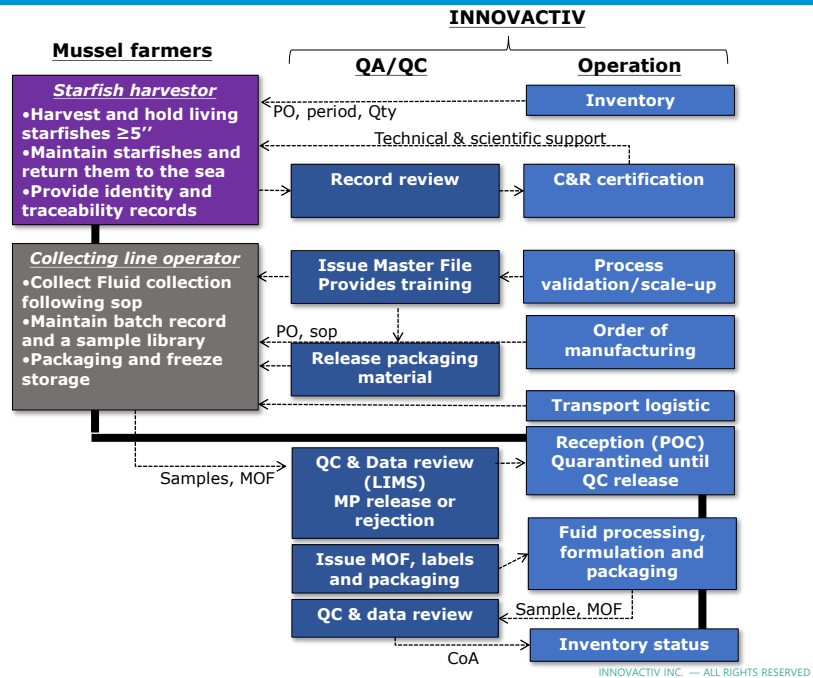 INNOVACTIV
Mussel farmers
QA/QC
Operation
Starfish harvestor
•Harvest and hold living
starfishes ≥5’’
•Maintain starfishes and
return them to the sea
•Provide identity and
traceability records
PO, period, Qty
Inventory
Technical & scientific support
Record review
C&R certification
Collecting line operator
•Collect Fluid collection
following sop
•Maintain batch record
and a sample library
•Packaging and freeze
storage
Issue Master File
Provides training
Process
validation/scale-up
PO, sop
Order of
manufacturing
Release packaging
material
Transport logistic
Samples, MOF
QC & Data review
(LIMS)
MP release or
rejection
Reception (POC)
Quarantined until
QC release
Issue MOF, labels
and packaging
Fuid processing,
formulation and
packaging
Sample, MOF
QC & data review
CoA
Inventory status
INNOVACTIV INC. — ALL RIGHTS RESERVED